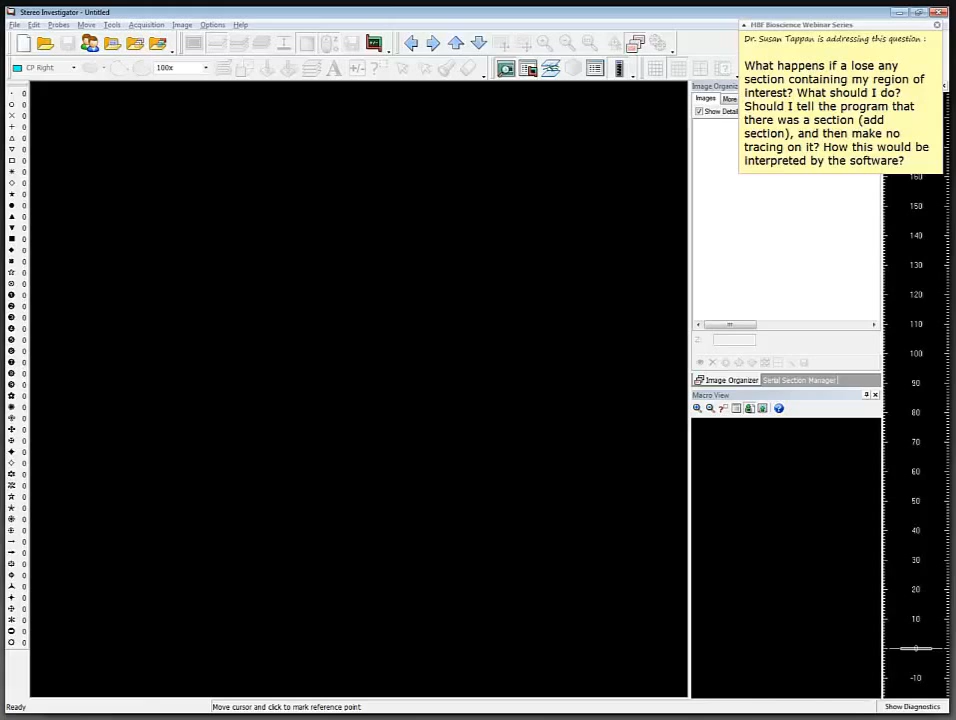 Stereo Investigator - Untitled
File Edit Probes Move Tools Acquisition Image Options Help
MBF Bioscience Webinar Series
Dr. Susan Tappan is addressing this question :
What happens if a lose any
section containing my region of
interest? What should I do?
Should I tell the program that
there was a section (add
section), and then make no
tracing on it? How this would be
interpreted by the software?
CP Right 100x
Image Organiz
Images More
Show Detail
160
150
140
130
120
110
100
90
80
70
60
50
40
30
20
10
0
-10
Z:
Image Organizer Serial Section Manager
Macro View
Ready Move cursor and click to mark reference point Show Diagnostics